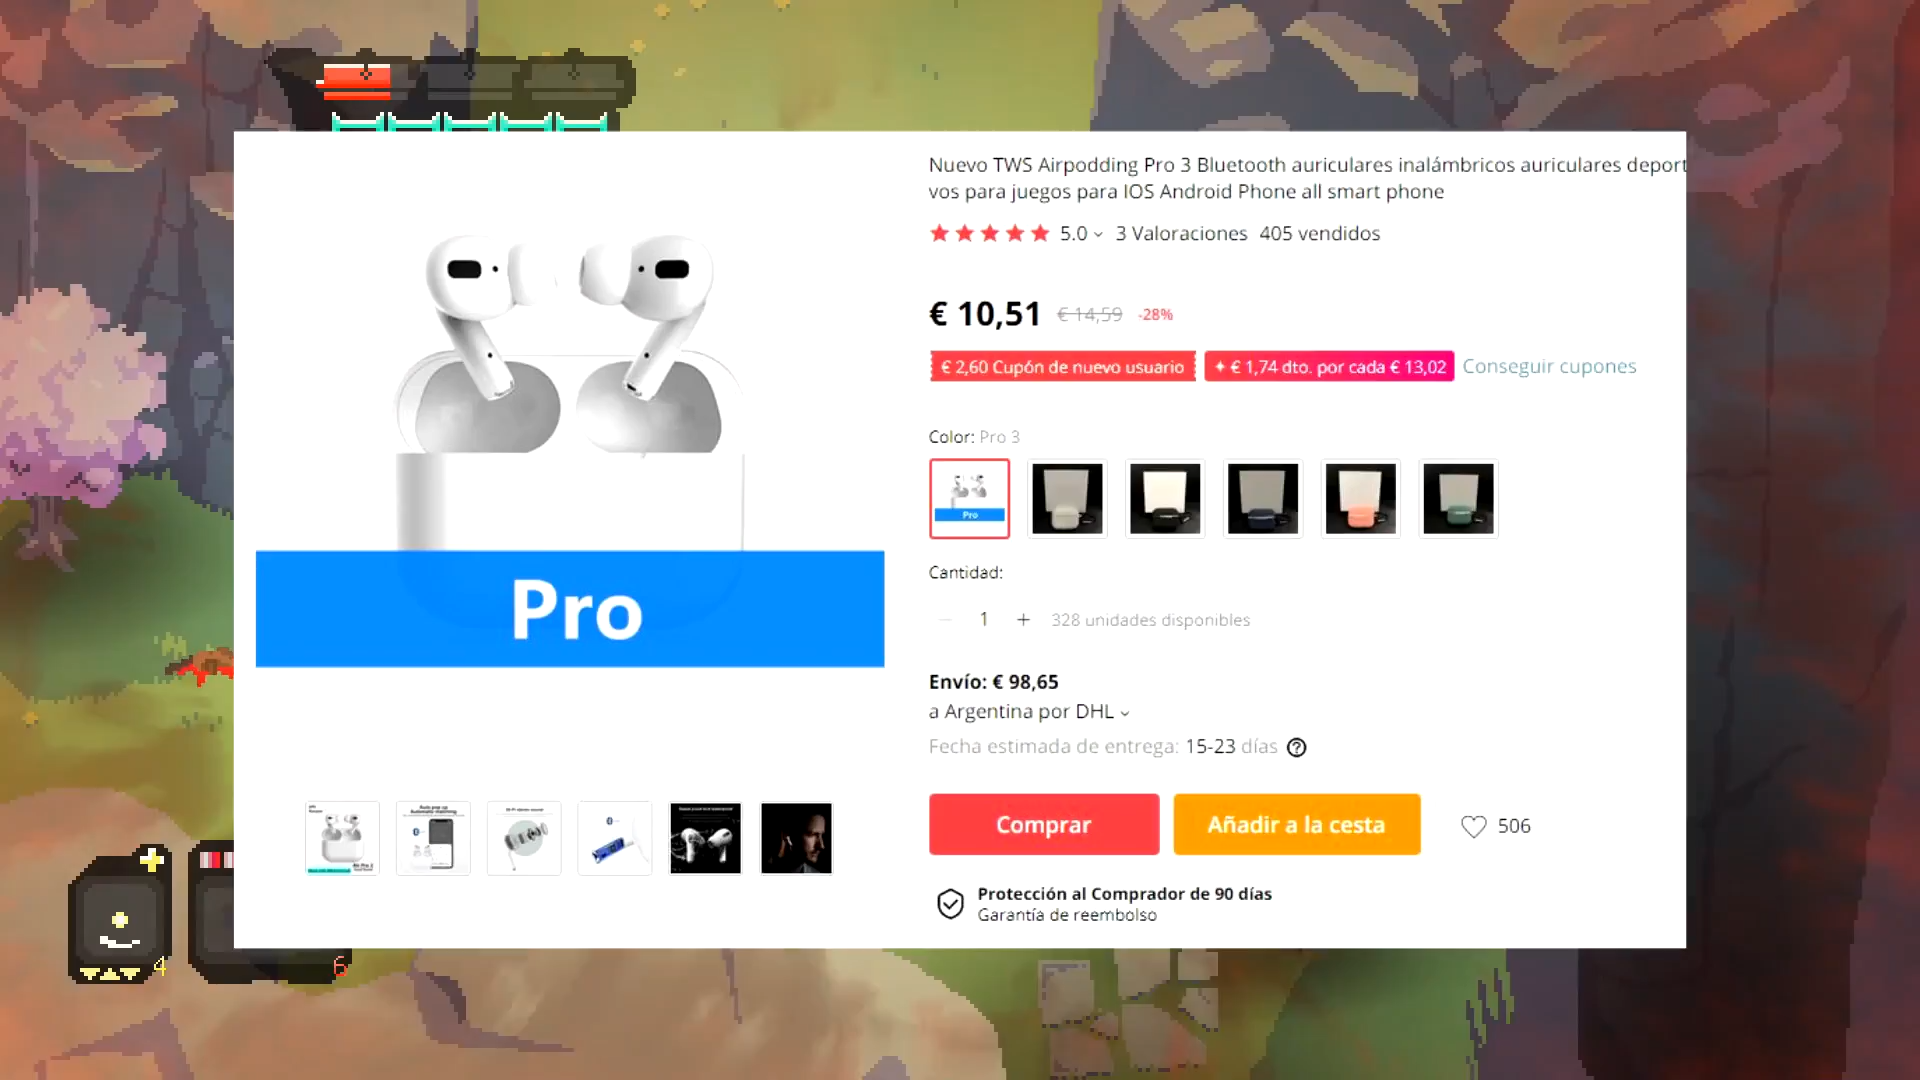 Nuevo TWS Airpodding Pro 3 Bluetooth auriculares inalámbricos auriculares deport
vos para juegos para IOS Android Phone all smart phone
5.0 3 Valoraciones 405 vendidos
€ 10,51 € 14,59 -28%
€ 2,60 Cupón de nuevo usuario € 1,74 dto. por cada € 13,02 Conseguir cupones
Color: Pro 3
Pro
Pro
Cantidad:
1 + 328 unidades disponibles
Envío: € 98,65
a Argentina por DHL
Fecha estimada de entrega: 15-23 días ?
Comprar Añadir a la cesta 506
Protección al Comprador de 90 días
Garantía de reembolso
4
6